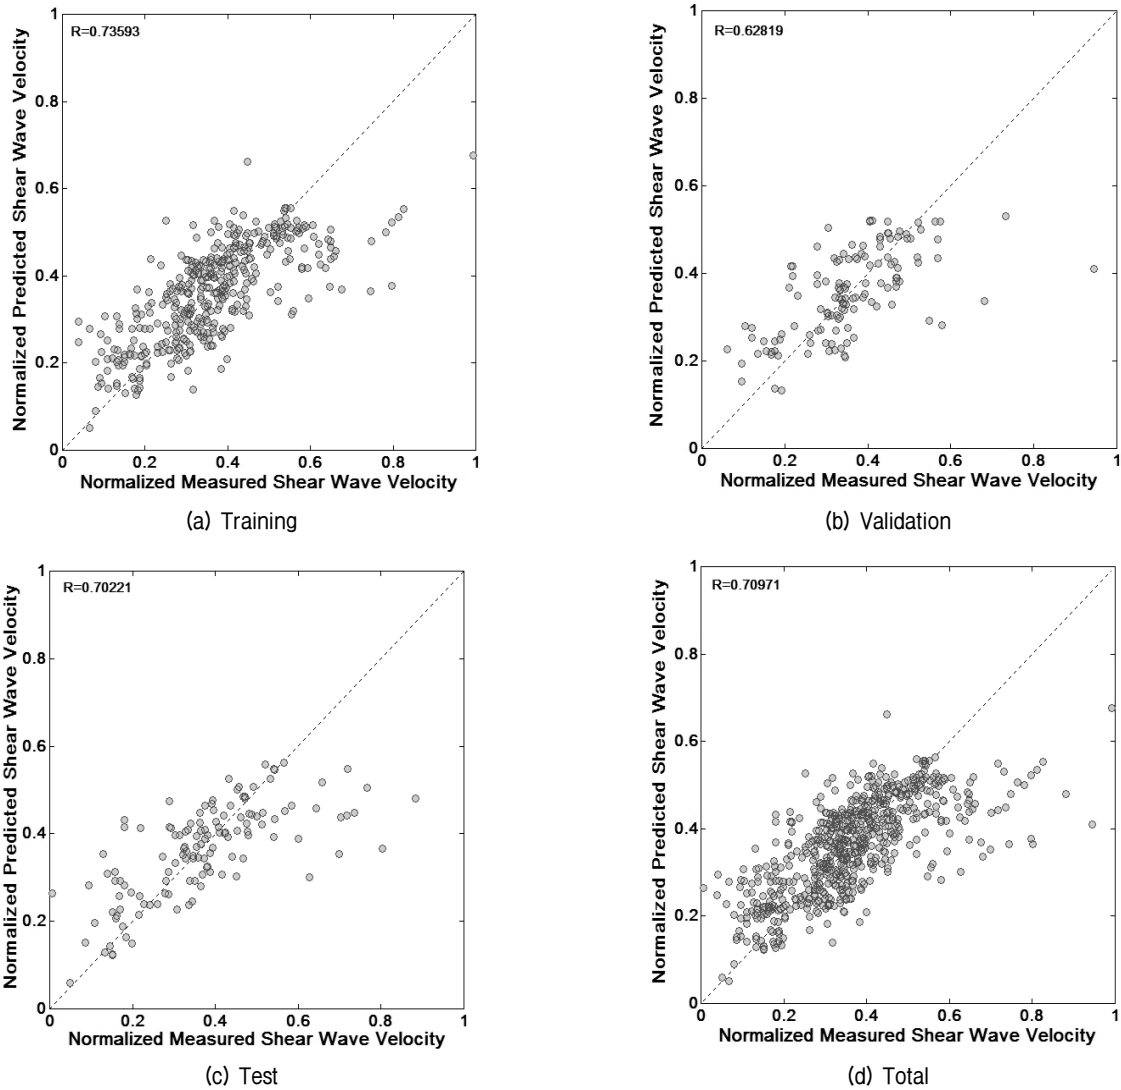 R=0.73593
Normalized Predicted Shear Wave Velocity
1
0.8
0.6
0.4
0.2
0
0 0.2 0.4 0.6 0.8 1
Normalized Measured Shear Wave Velocity
(a) Training
R=0.62819
Normalized Predicted Shear Wave Velocity
1
0.8
0.6
0.4
0.2
0
0 0.2 0.4 0.6 0.8 1
Normalized Measured Shear Wave Velocity
(b) Validation
R=0.70221
Normalized Predicted Shear Wave Velocity
1
0.8
0.6
0.4
0.2
0
0 0.2 0.4 0.6 0.8 1
Normalized Measured Shear Wave Velocity
(c) Test
R=0.70971
Normalized Predicted Shear Wave Velocity
1
0.8
0.6
0.4
0.2
0
0 0.2 0.4 0.6 0.8 1
Normalized Measured Shear Wave Velocity
(d) Total